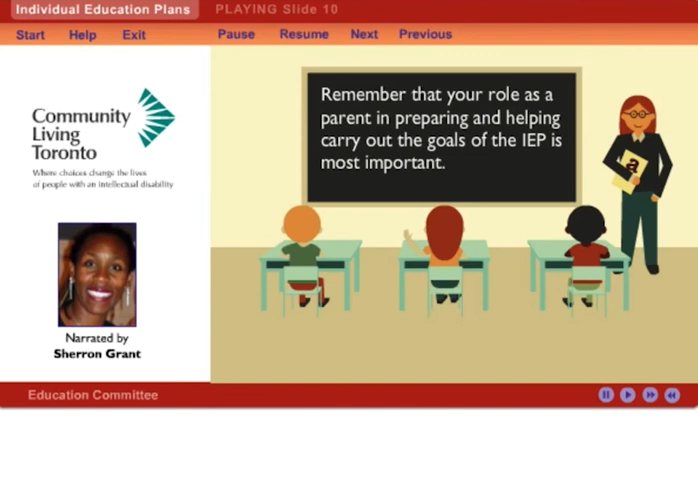 Individual Education Plans
PLAYING Slide 10
Start Help Exit
Pause Resume Next Previous
Community
Living
Toronto
Where choices change the lives
of people with an intellectual disability
Remember that your role as a
parent in preparing and helping
carry out the goals of the IEP is
most important.
a
Narrated by
Sherron Grant
Education Committee